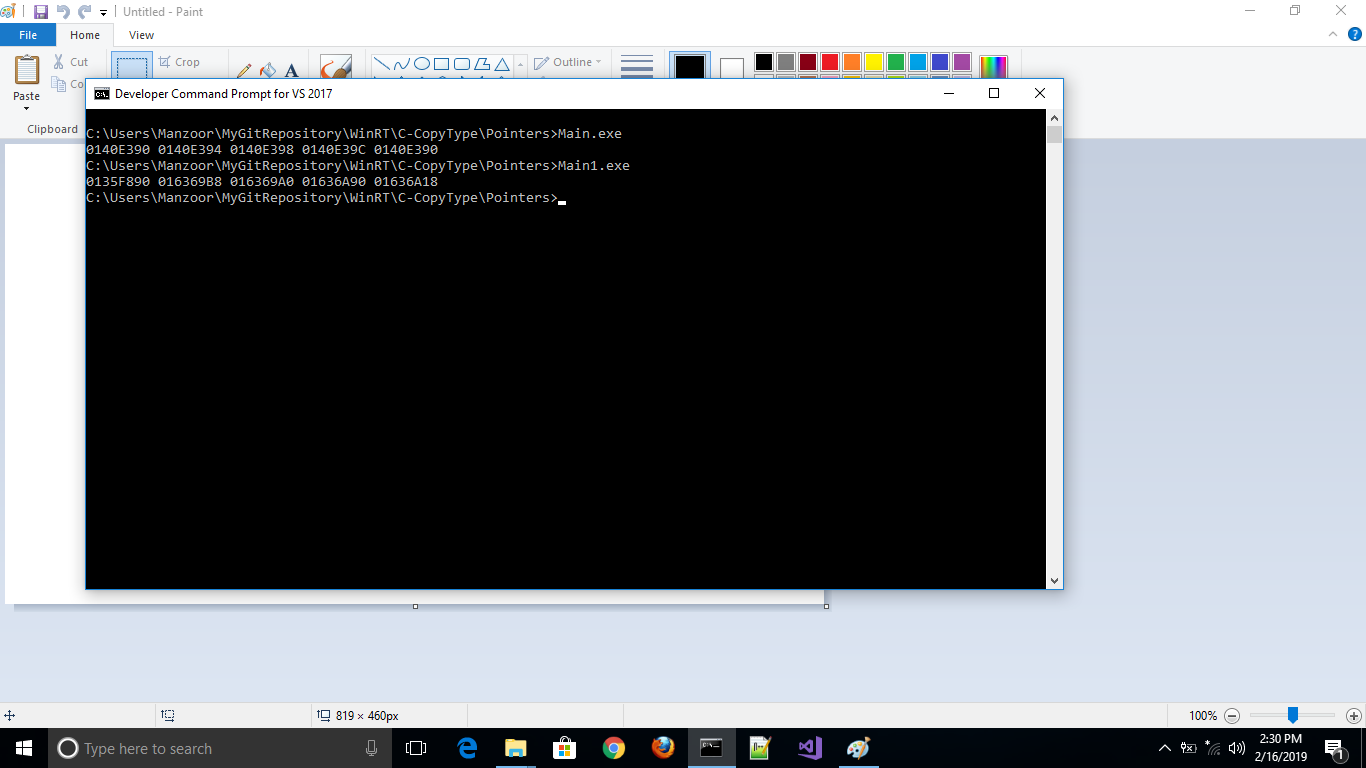 Untitled - Paint
File Home View
Paste
Cut
Crop
Outline
Clipboard
Developer Command Prompt for VS 2017
C:\Users\Manzoor\MyGitRepository\WinRT\C-CopyType\Pointers>Main.exe
0140E390 0140E394 0140E398 0140E39C 0140E390
C:\Users\Manzoor\MyGitRepository\WinRT\C-CopyType\Pointers>Main1.exe
0135F890 016369B8 016369A0 01636A90 01636A18
C:\Users\Manzoor\MyGitRepository\WinRT\C-CopyType\Pointers>
819 × 460px
100%
Type here to search
2:30 PM
2/16/2019
1